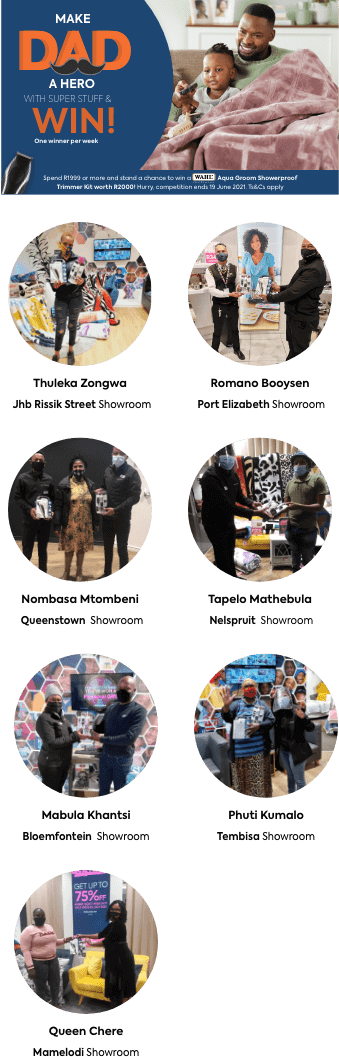 MAKE
DAD
A HERO
WITH SUPER STUFF &
WIN!
One winner per week
Spend R1999 or more and stand a chance to win a WAHL Aqua Groom Showerproof
Trimmer Kit worth R2000! Hurry, competition ends 19 June 2021. Ts&Cs apply
Thuleka Zongwa
Romano Booysen
Jhb Rissik Street Showroom
Port Elizabeth Showroom
Nombasa Mtombeni
Tapelo Mathebula
Queenstown Showroom
Nelspruit Showroom
Mabula Khantsi
Phuti Kumalo
Bloemfontein Showroom
Tembisa Showroom
GET UP TO
75%OFF
Queen Chere
Mamelodi Showroom